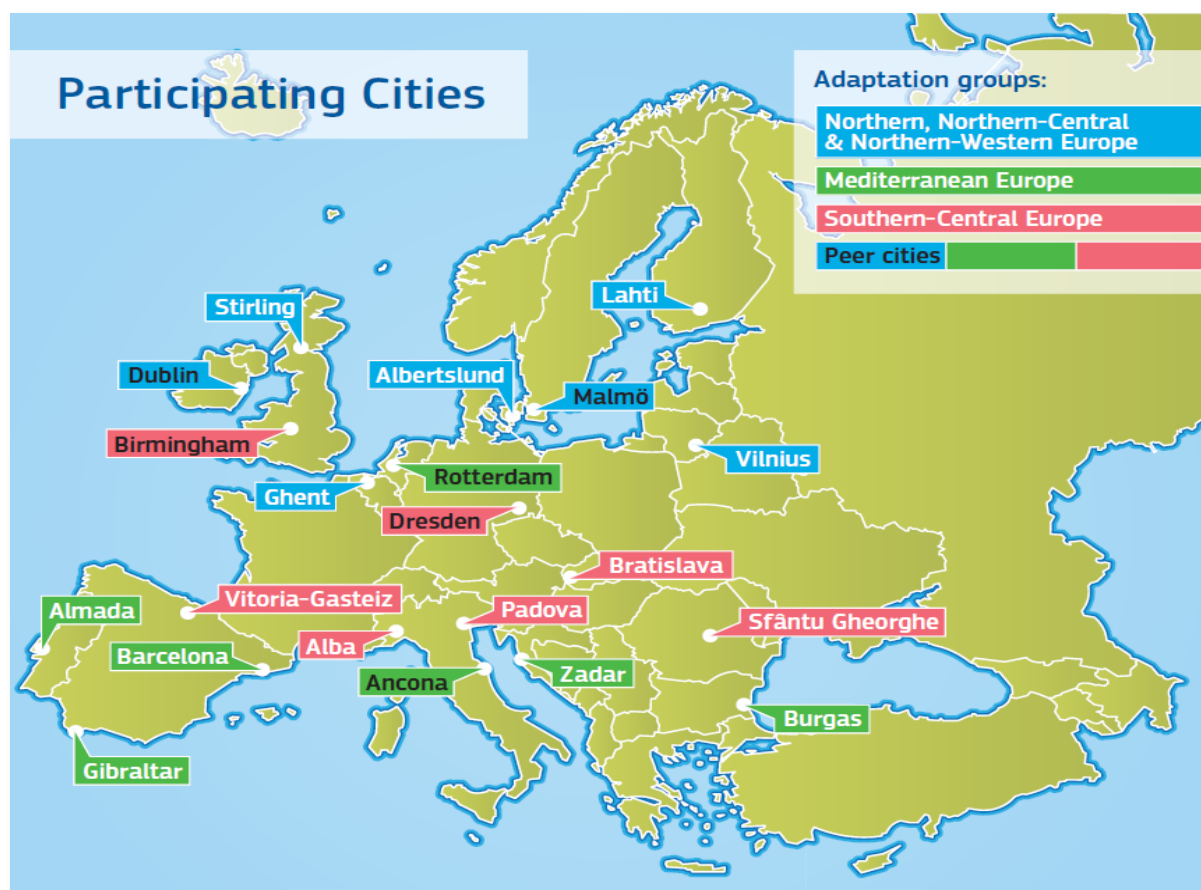 Participating Cities
Adaptation groups:
Northern, Northern-Central
& Northern-Western Europe
Mediterranean Europe
Southern-Central Europe
Peer cities
Stirling
Lahti
Dublin
Albertslund
Malmö
Birmingham
Vilnius
Rotterdam
Ghent
Dresden
Bratislava
Vitoria-Gasteiz
Almada
Padova
Sfântu Gheorghe
Alba
Barcelona
Ancona
Zadar
Burgas
Gibraltar